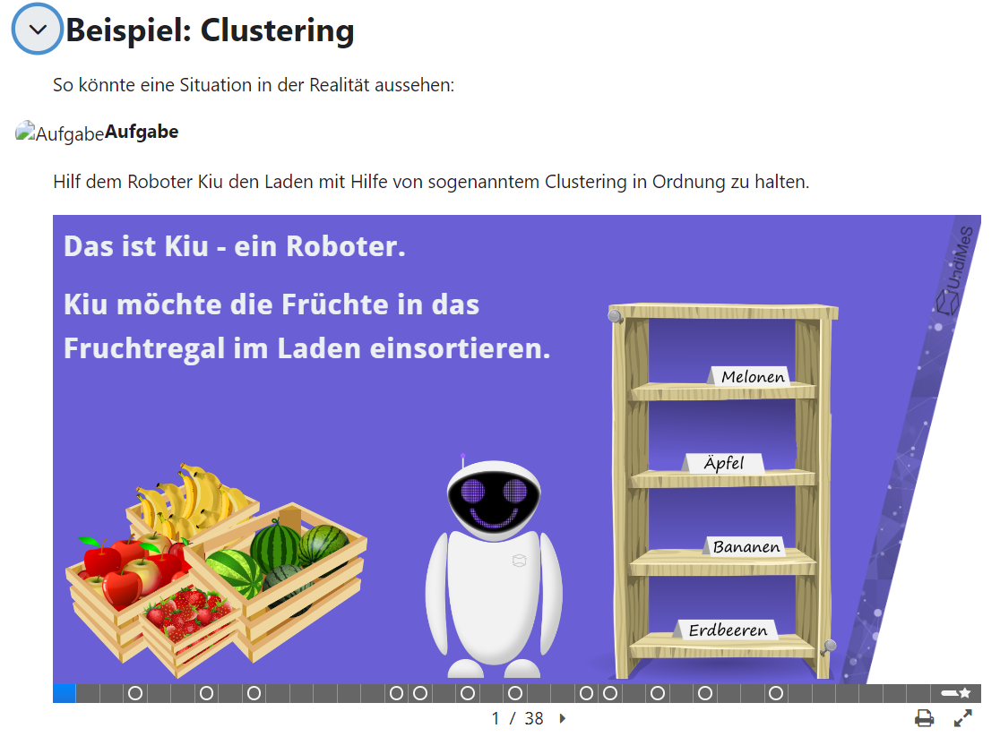 Beispiel: Clustering
So könnte eine Situation in der Realität aussehen:
Aufgabe Aufgabe
Hilf dem Roboter Kiu den Laden mit Hilfe von sogenanntem Clustering in Ordnung zu halten.
Das ist Kiu - ein Roboter.
Kiu möchte die Früchte in das
Fruchtregal im Laden einsortieren.
UndiMeS
Melonen
Äpfel
Bananen
Erdbeeren
1 / 38